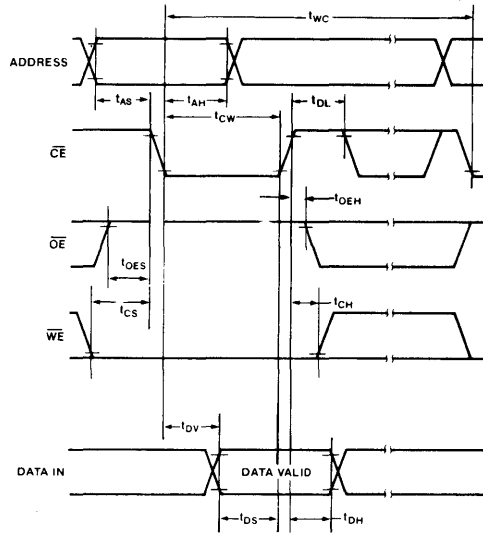 tWC
ADDRESS
tAS
tAH
tDL
tCW
CE
tOEH
OE
tOES
tCS
tCH
WE
tDV
DATA IN
DATA VALID
tDS
tDH